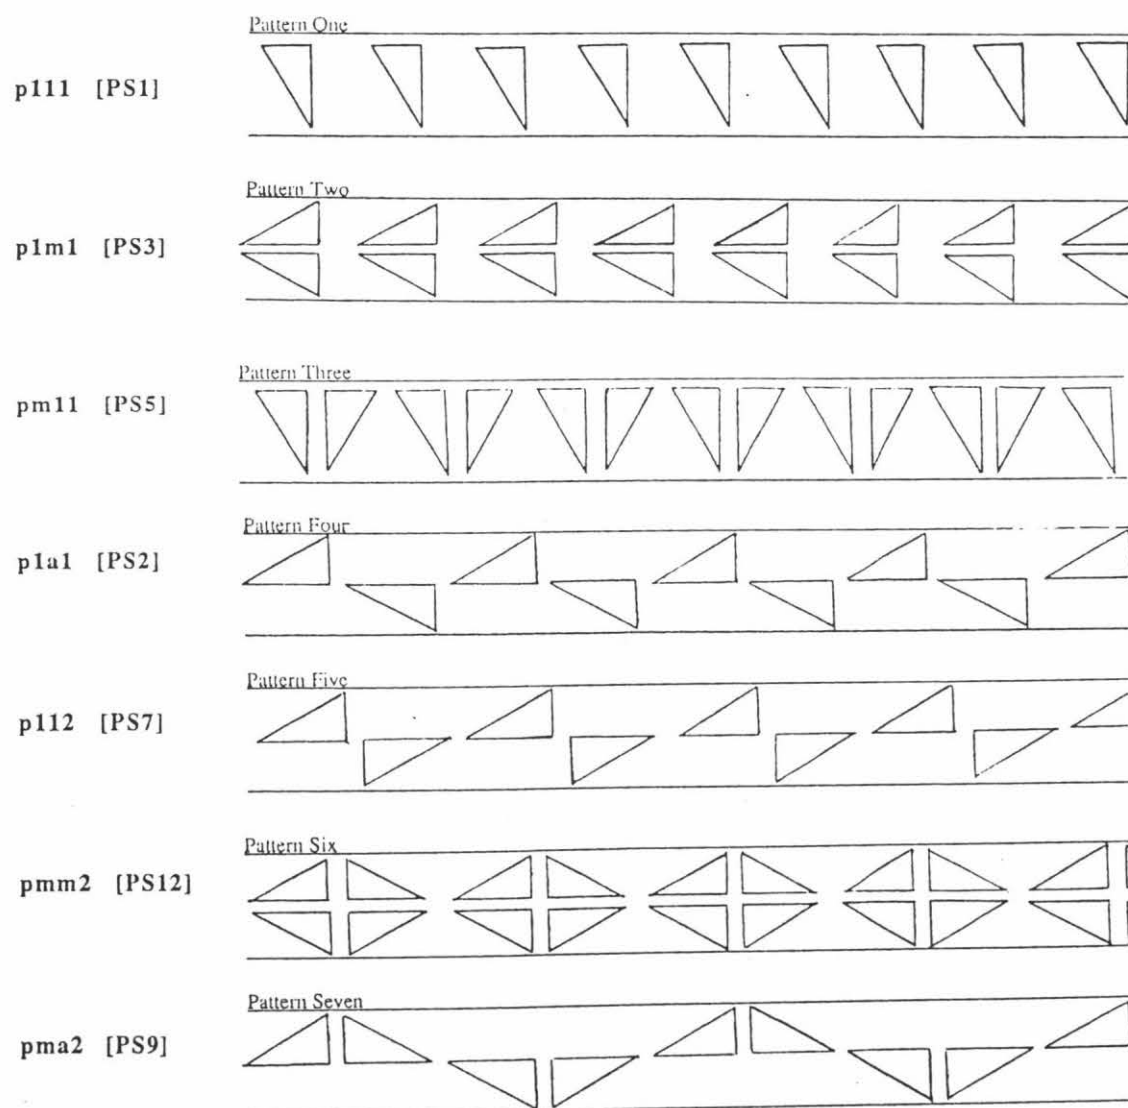 Pattern One
p111 [PS1]
Pattern Two
p1m1 [PS3]
Pattern Three
pm11 [PS5]
Pattern Four
p1a1 [PS2]
Pattern Five
p112 [PS7]
Pattern Six
pmm2 [PS12]
Pattern Seven
pma2 [PS9]